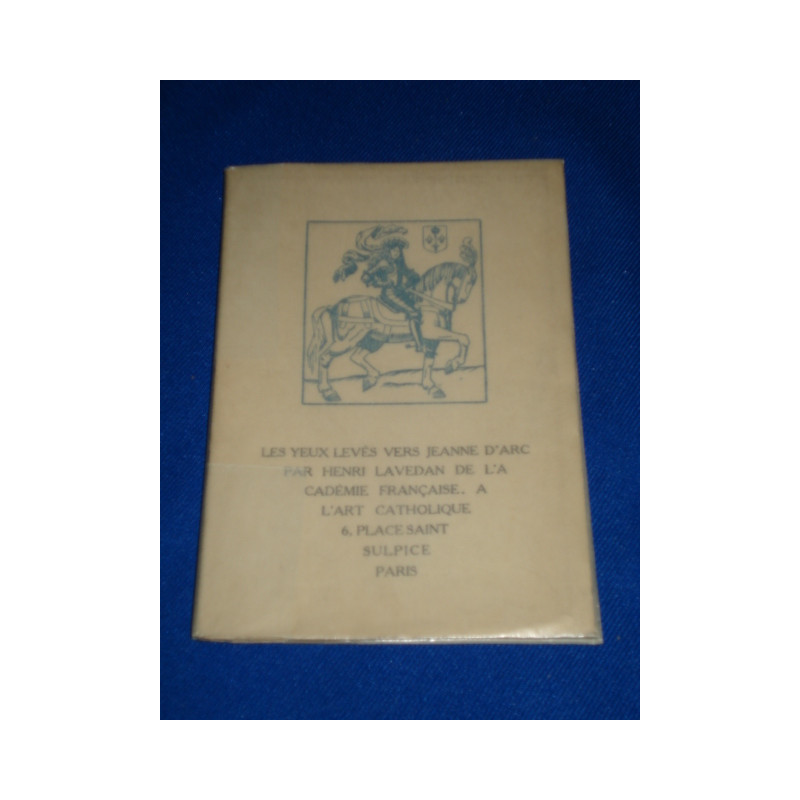 LES YEUX LEVÉS VERS JEANNE D'ARC
PAR HENRI LAVEDAN DE L'A
CADÉMIE FRANÇAISE. A
L'ART CATHOLIQUE
6, PLACE SAINT
SULPICE
PARIS